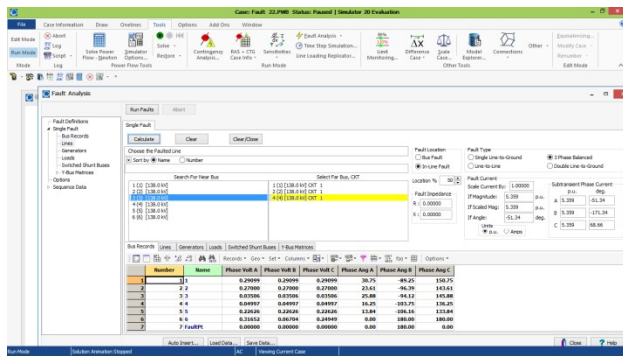 Case: Fault 22.PWB Status: Paused | Simulator 20 Evaluation
File Case Information Draw Onelines Tools Options Add Ons Window
Edit Mode
Run Mode
Mode
Abort
Log
Script
Log
Solve Power Flow - Newton
Simulator Options...
Solve
Restore
Power Flow Tools
Contingency Analysis...
RAS + CTG Case Info
Sensitivities
Fault Analysis
Time Step Simulation...
Line Loading Replicator...
Run Mode
Limit Monitoring...
Difference Case
Scale Case
Model Explorer...
Connections
Other
Other Tools
Equivalencing...
Modify Case
Renumber
Edit Mode
Fault Analysis
Fault Definitions
Single Fault
Bus Records
Lines
Generators
Loads
Switched Shunt Buses
Y-Bus Matrices
Options
Sequence Data
Run Faults Abort
Single Fault
Calculate Clear Clear/Close
Choose the Faulted Line
Sort by Name Number
Search For Near Bus
1 (1) [138.0 kV]
2 (2) [138.0 kV]
4 (4) [138.0 kV]
5 (5) [138.0 kV]
6 (6) [138.0 kV]
Select Far Bus, CKT
1 (1) [138.0 kV] CKT 1
2 (2) [138.0 kV] CKT 1
4 (4) [138.0 kV] CKT 1
Fault Location
Bus Fault
In-Line Fault
Location % 50
Fault Impedance
R : 0.00000
X : 0.00000
Fault Type
Single Line-to-Ground
Line-to-Line
3 Phase Balanced
Double Line-to-Ground
Fault Current
Scale Current By: 1.00000
If Magnitude: 5.359 p.u.
If Scaled Mag: 5.359 p.u.
If Angle: -51.34 deg.
Units
p.u. Amps
Subtransient Phase Current
p.u. deg.
A 5.359 -51.34
B 5.359 -171.34
C 5.359 68.66
Bus Records Lines Generators Loads Switched Shunt Buses Y-Bus Matrices
Records Geo Set Columns Options
Number Name Phase Volt A Phase Volt B Phase Volt C Phase Ang A Phase Ang B Phase Ang C
1 1 1 0.29099 0.29099 0.29099 30.75 -89.25 150.75
2 2 2 0.27000 0.27000 0.27000 23.61 -96.39 143.61
3 3 3 0.03506 0.03506 0.03506 25.88 -94.12 145.88
4 4 4 0.04997 0.04997 0.04997 16.25 -103.75 136.25
5 5 5 0.22626 0.22626 0.22626 13.84 -106.16 133.84
6 6 6 0.31652 0.06704 0.24949 0.00 180.00 180.00
7 7 FaultPt 0.00000 0.00000 0.00000 0.00 180.00 0.00
Auto Insert... Load Data... Save Data... Close Help
Run Mode Solution Animation Stopped AC Viewing Current Case